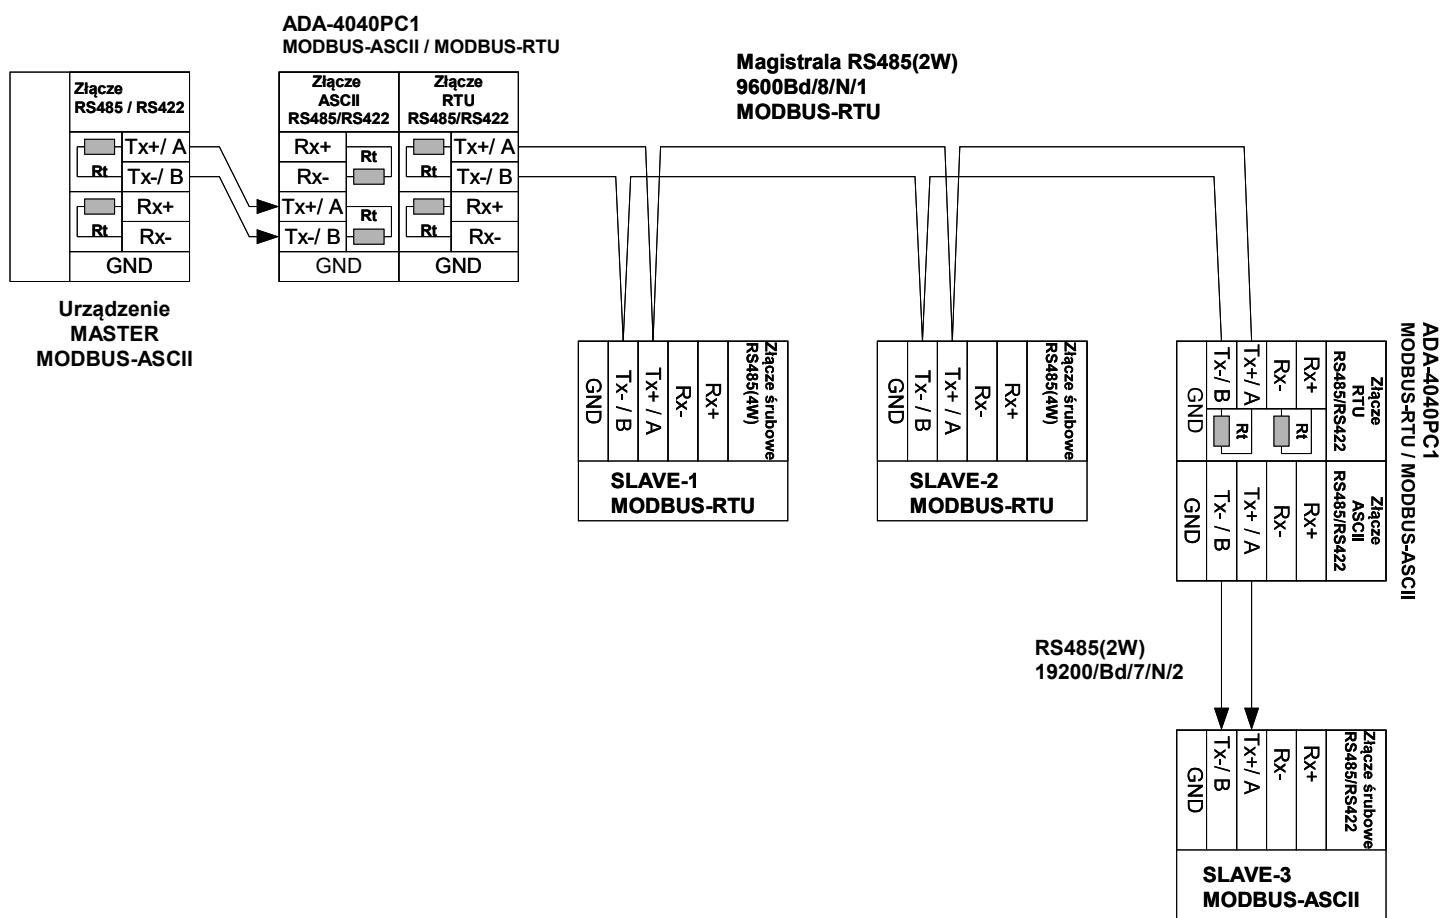 ADA-4040PC1
MODBUS-ASCII / MODBUS-RTU
Magistrala RS485(2W)
9600Bd/8/N/1
MODBUS-RTU
Złącze
RS485 / RS422
Tx+/ A
Rt
Tx-/ B
Rx+
Rt
Rx-
GND
Urządzenie
MASTER
MODBUS-ASCII
Złącze
ASCII
RS485/RS422
Rx+
Rt
Rx-
Tx+/ A
Rt
Tx-/ B
GND
Złącze
RTU
RS485/RS422
Tx+/ A
Rt
Tx-/ B
Rx+
Rt
Rx-
GND
Złącze śrubowe
RS485(4W)
Rx+
Rx-
Tx+ / A
Tx- / B
GND
SLAVE-1
MODBUS-RTU
Złącze śrubowe
RS485(4W)
Rx+
Rx-
Tx+ / A
Tx- / B
GND
SLAVE-2
MODBUS-RTU
ADA-4040PC1
MODBUS-RTU / MODBUS-ASCII
Złącze
RTU
RS485/RS422
Rx+
Rt
Rx-
Tx+/ A
Rt
Tx-/ B
GND
Złącze
ASCII
RS485/RS422
Rx+
Rx-
Tx+ / A
Tx- / B
GND
RS485(2W)
19200/Bd/7/N/2
Złącze śrubowe
RS485/RS422
Rx+
Rx-
Tx+/ A
Tx-/ B
GND
SLAVE-3
MODBUS-ASCII